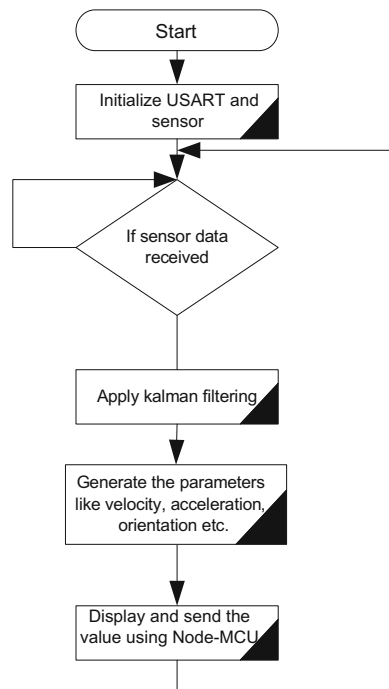 Start
Initialize USART and
sensor
If sensor data
received
Apply kalman filtering
Generate the parameters
like velocity, acceleration,
orientation etc.
Display and send the
value using Node-MCU